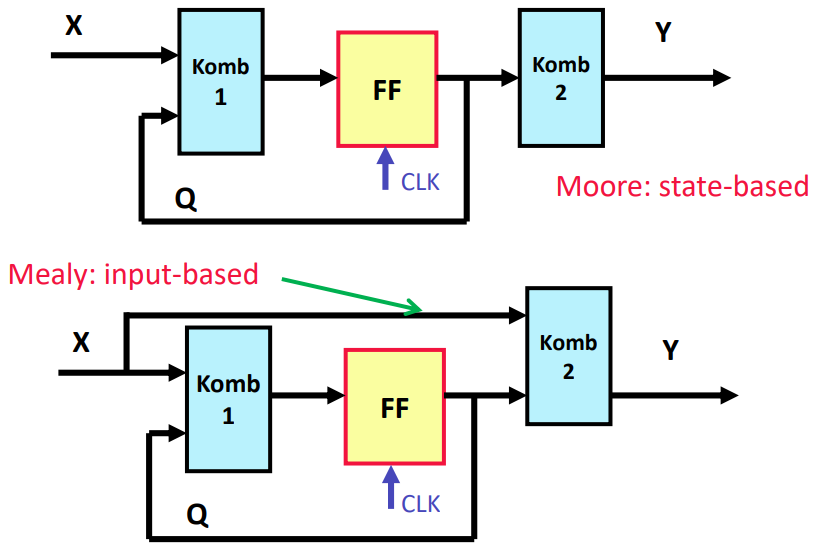 X
Y
Komb
1
FF
Komb
2
CLK
Q
Moore: state-based
Mealy: input-based
X
Y
Komb
1
FF
Komb
2
CLK
Q